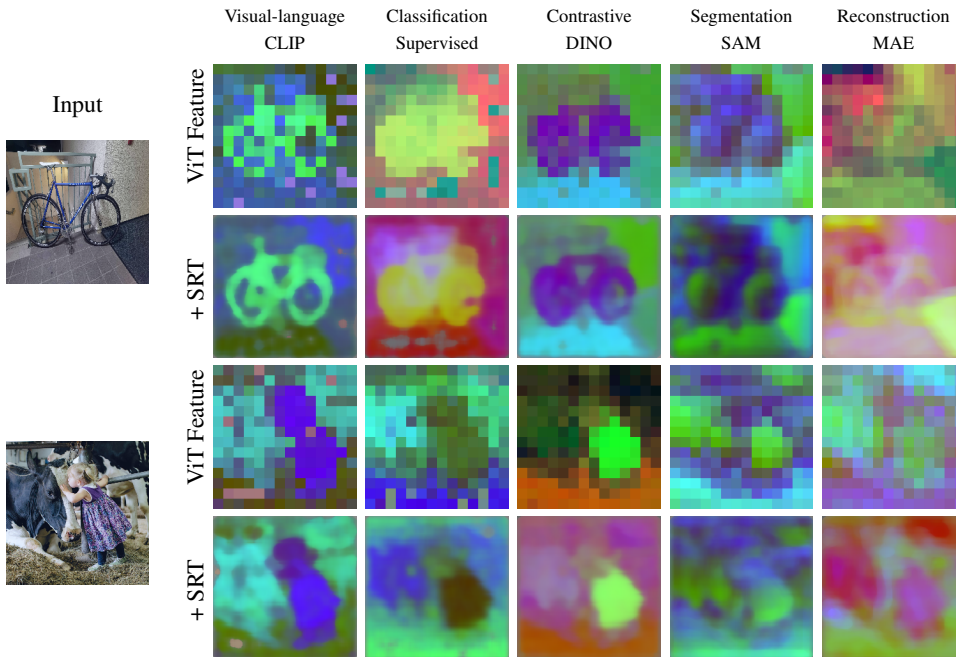 Visual-language Classification Contrastive Segmentation Reconstruction
CLIP Supervised DINO SAM MAE
Input
ViT Feature
+ SRT
ViT Feature
+ SRT